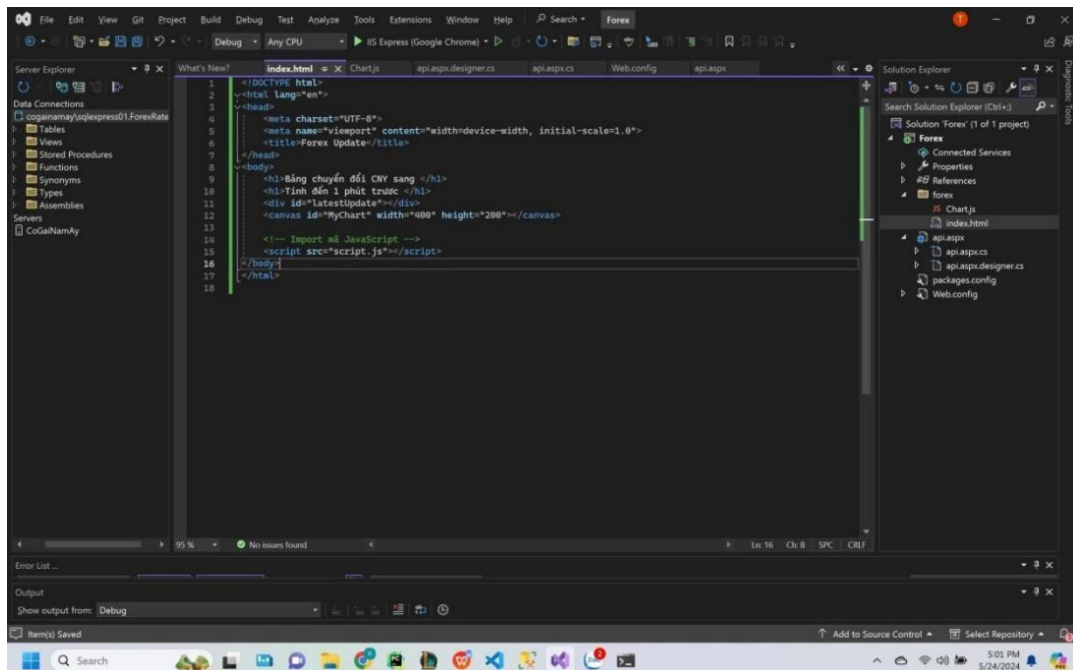 File Edit View Git Project Build Debug Test Analyze Tools Extensions Window Help Search Forex T
Debug Any CPU IIS Express (Google Chrome)
Server Explorer
Data Connections
cogainamay\sqlexpress01.ForexRate
Tables
Views
Stored Procedures
Functions
Synonyms
Types
Assemblies
Servers
CoGaiNamAy
What's New? index.html Chart.js api.aspx.designer.cs api.aspx.cs Web.config api.aspx
1 <!DOCTYPE html>
2 <html lang="en">
3 <head>
4 <meta charset="UTF-8">
5 <meta name="viewport" content="width=device-width, initial-scale=1.0">
6 <title>Forex Update</title>
7 </head>
8 <body>
9 <h1>Bảng chuyển đổi CNY sang </h1>
10 <h1>Tính đến 1 phút trước </h1>
11 <div id="latestUpdate"></div>
12 <canvas id="MyChart" width="400" height="200"></canvas>
13
14 <!-- Import mã JavaScript -->
15 <script src="script.js"></script>
16 </body>
17 </html>
18
95 % No issues found Ln: 16 Ch: 8 SPC CRLF
Solution Explorer
Search Solution Explorer (Ctrl+;)
Solution 'Forex' (1 of 1 project)
Forex
Connected Services
Properties
References
forex
JS Chart.js
index.html
api.aspx
api.aspx.cs
api.aspx.designer.cs
packages.config
Web.config
Diagnostic Tools
Error List ...
Output
Show output from: Debug
Item(s) Saved Add to Source Control Select Repository
Search
5:01 PM
5/24/2024